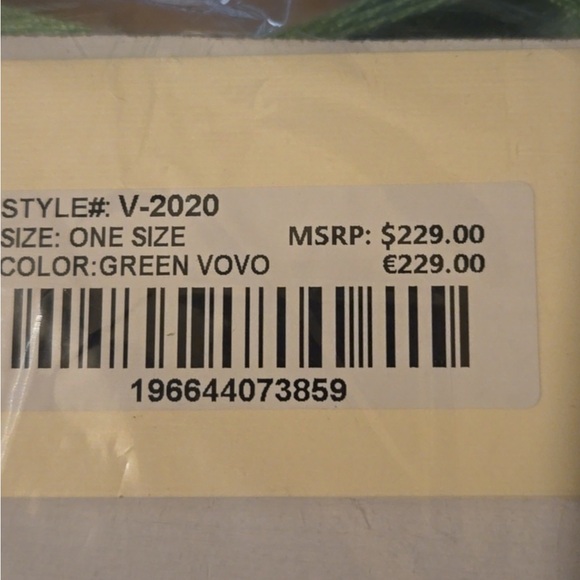 STYLE#: V-2020
SIZE: ONE SIZE MSRP: $229.00
COLOR:GREEN VOVO €229.00
196644073859